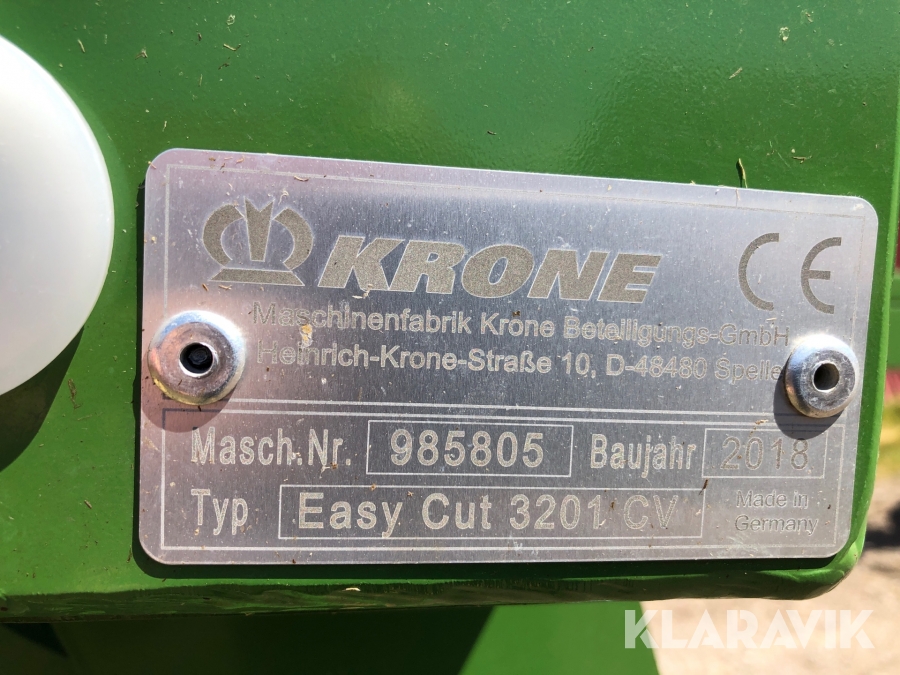 KRONE
CE
Maschinenfabrik Krone Beteiligungs-GmbH
Heinrich-Krone-Straße 10, D-48480 Spelle
Masch.Nr. 985805 Baujahr 2018
Typ Easy Cut 3201 CV Made in
Germany
KLARAVIK